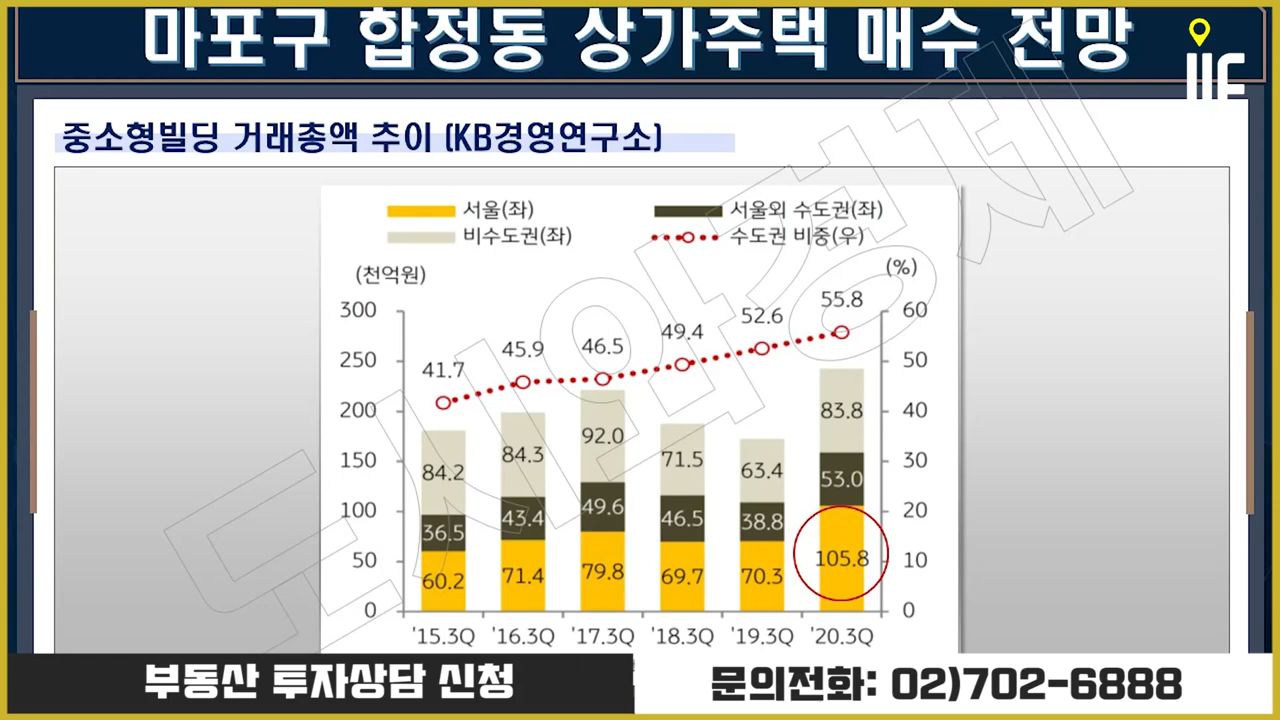 마포구 합정동 상가주택 매수 전망
IIF
중소형빌딩 거래총액 추이 (KB경영연구소)
서울(좌) 서울외 수도권(좌)
비수도권(좌) 수도권 비중(우)
(천억원) (%)
300 60
250 50
200 40
150 30
100 20
50 10
0 0
41.7 45.9 46.5 49.4 52.6 55.8
84.2 84.3 92.0 71.5 63.4 83.8
36.5 43.4 49.6 46.5 38.8 53.0
60.2 71.4 79.8 69.7 70.3 105.8
'15.3Q '16.3Q '17.3Q '18.3Q '19.3Q '20.3Q
도시와경제
부동산 투자상담 신청
문의전화: 02)702-6888